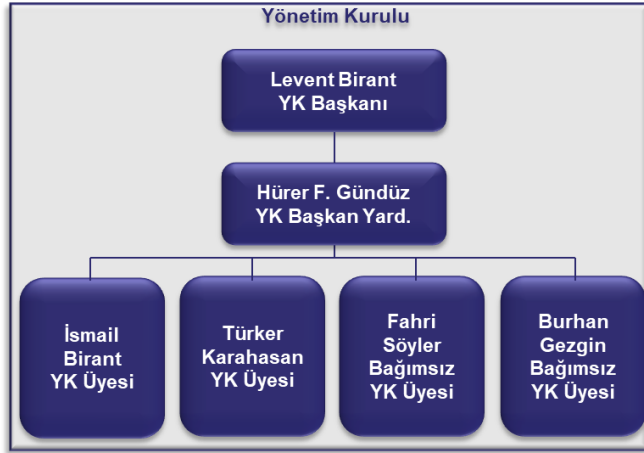 Yönetim Kurulu
Levent Birant
YK Başkanı
Hürer F. Gündüz
YK Başkan Yard.
İsmail
Birant
YK Üyesi
Türker
Karahasan
YK Üyesi
Fahri
Söyler
Bağımsız
YK Üyesi
Burhan
Gezgin
Bağımsız
YK Üyesi